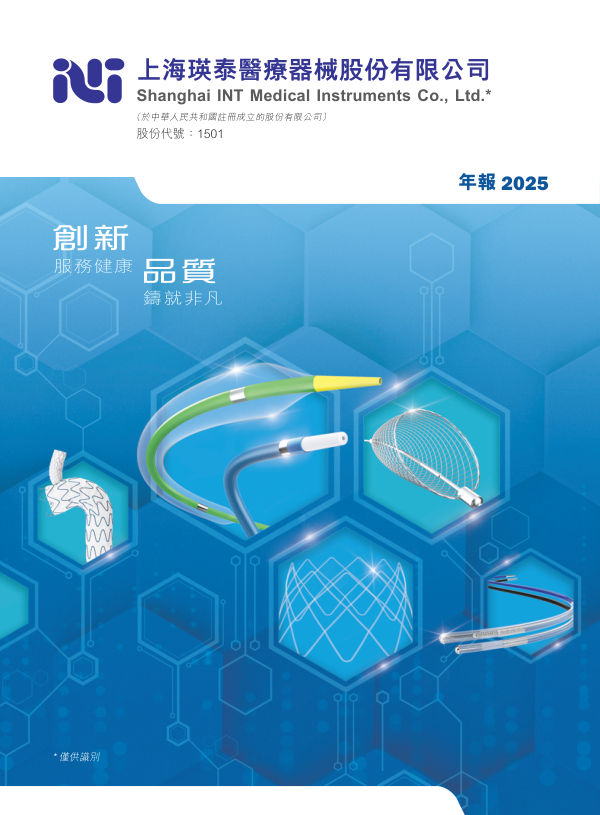 上海瑛泰醫療器械股份有限公司
Shanghai INT Medical Instruments Co., Ltd.*
（於中華人民共和國註冊成立的股份有限公司）
股份代號：1501
年報 2025
創新
服務健康
品質
鑄就非凡
* 僅供識別